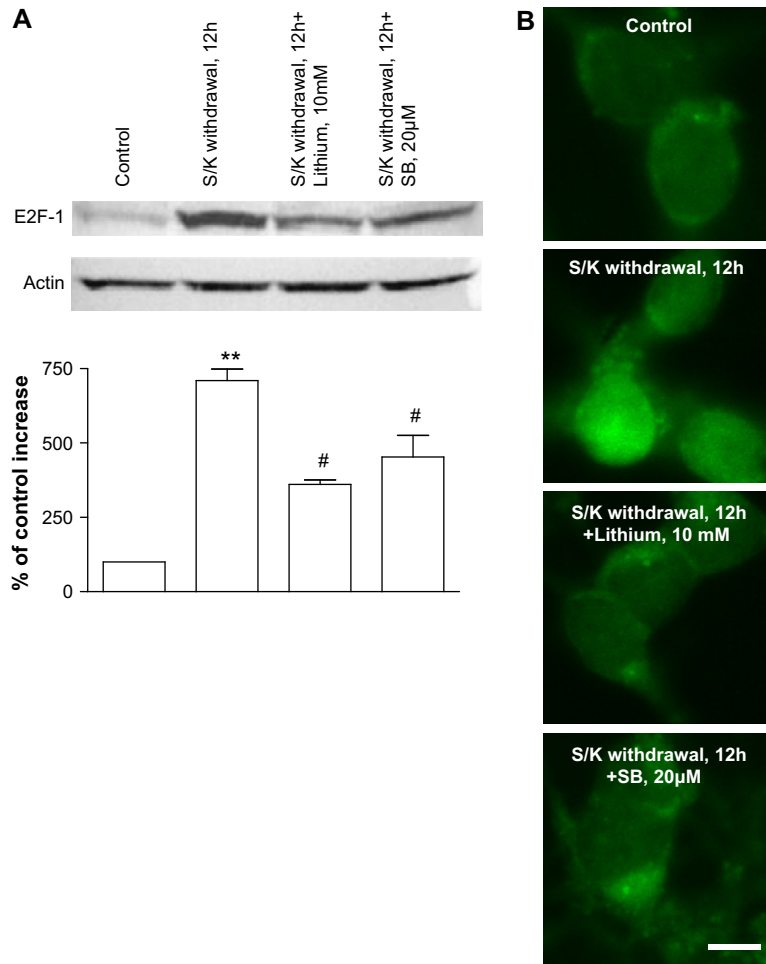 A
Control
S/K withdrawal, 12h
S/K withdrawal, 12h+
Lithium, 10mM
S/K withdrawal, 12h+
SB, 20µM
E2F-1
Actin
% of control increase
750
500
250
0
**
#
#
B
Control
S/K withdrawal, 12h
S/K withdrawal, 12h
+Lithium, 10 mM
S/K withdrawal, 12h
+SB, 20µM